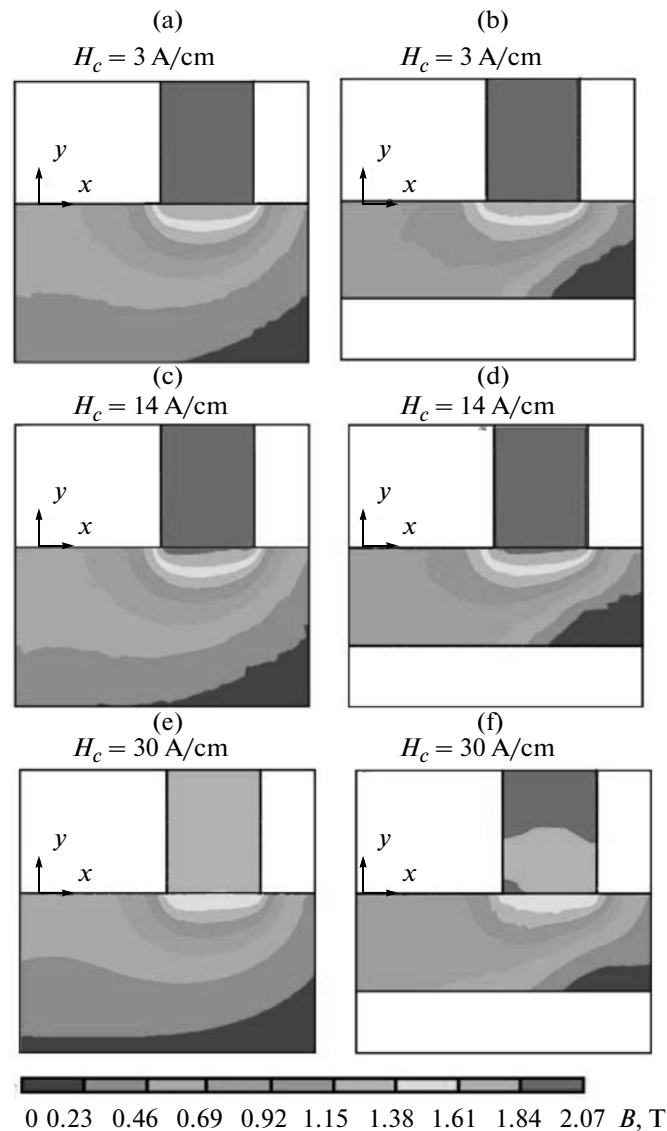 (a) (b)
H_c = 3 A/cm H_c = 3 A/cm
y y
x x
(c) (d)
H_c = 14 A/cm H_c = 14 A/cm
y y
x x
(e) (f)
H_c = 30 A/cm H_c = 30 A/cm
y y
x x
0 0.23 0.46 0.69 0.92 1.15 1.38 1.61 1.84 2.07 B, T